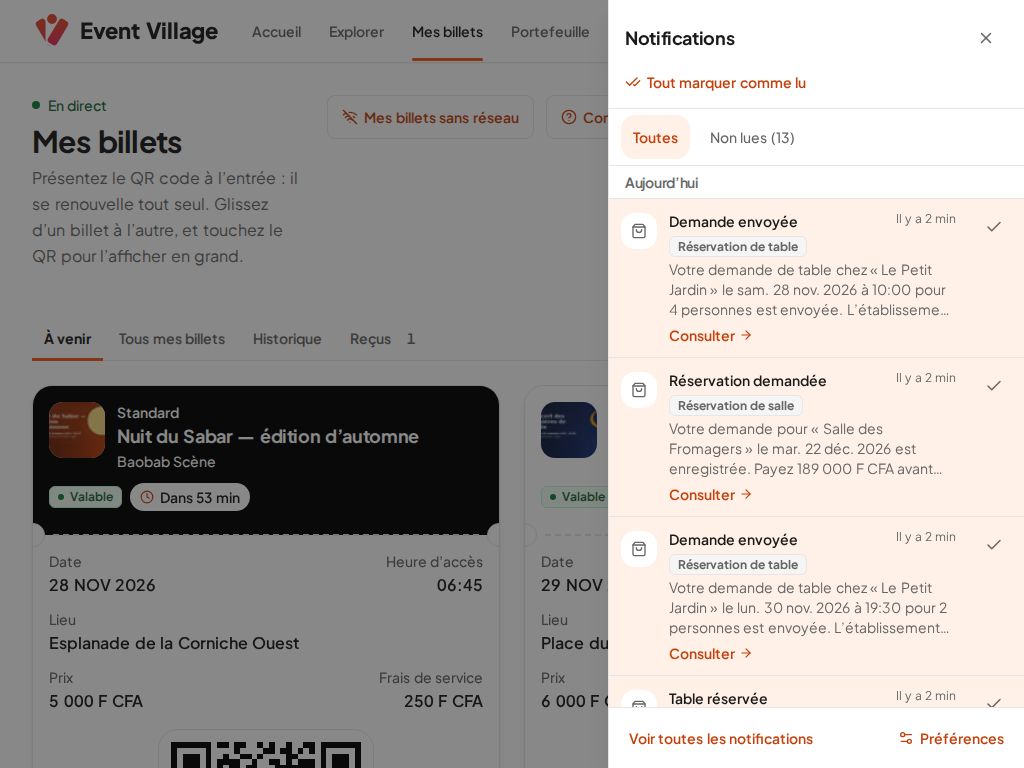 Event Village
Accueil
Explorer
Mes billets
Portefeuille
En direct
Mes billets
Présentez le QR code à l’entrée : il
se renouvelle tout seul. Glissez
d’un billet à l’autre, et touchez le
QR pour l’afficher en grand.
Mes billets sans réseau
À venir
Tous mes billets
Historique
Reçus 1
Standard
Nuit du Sabar — édition d’automne
Baobab Scène
Valable
Dans 53 min
Date
Heure d’accès
28 NOV 2026
06:45
Lieu
Esplanade de la Corniche Ouest
Prix
Frais de service
5 000 F CFA
250 F CFA
Valable
Date
29 NOV
Lieu
Place du
Prix
6 000 F
Notifications
Tout marquer comme lu
Toutes
Non lues (13)
Aujourd’hui
Demande envoyée
Il y a 2 min
Réservation de table
Votre demande de table chez « Le Petit
Jardin » le sam. 28 nov. 2026 à 10:00 pour
4 personnes est envoyée. L’établisseme…
Consulter
Réservation demandée
Il y a 2 min
Réservation de salle
Votre demande pour « Salle des
Fromagers » le mar. 22 déc. 2026 est
enregistrée. Payez 189 000 F CFA avant…
Consulter
Demande envoyée
Il y a 2 min
Réservation de table
Votre demande de table chez « Le Petit
Jardin » le lun. 30 nov. 2026 à 19:30 pour 2
personnes est envoyée. L’établissement…
Consulter
Table réservée
Il y a 2 min
Voir toutes les notifications
Préférences